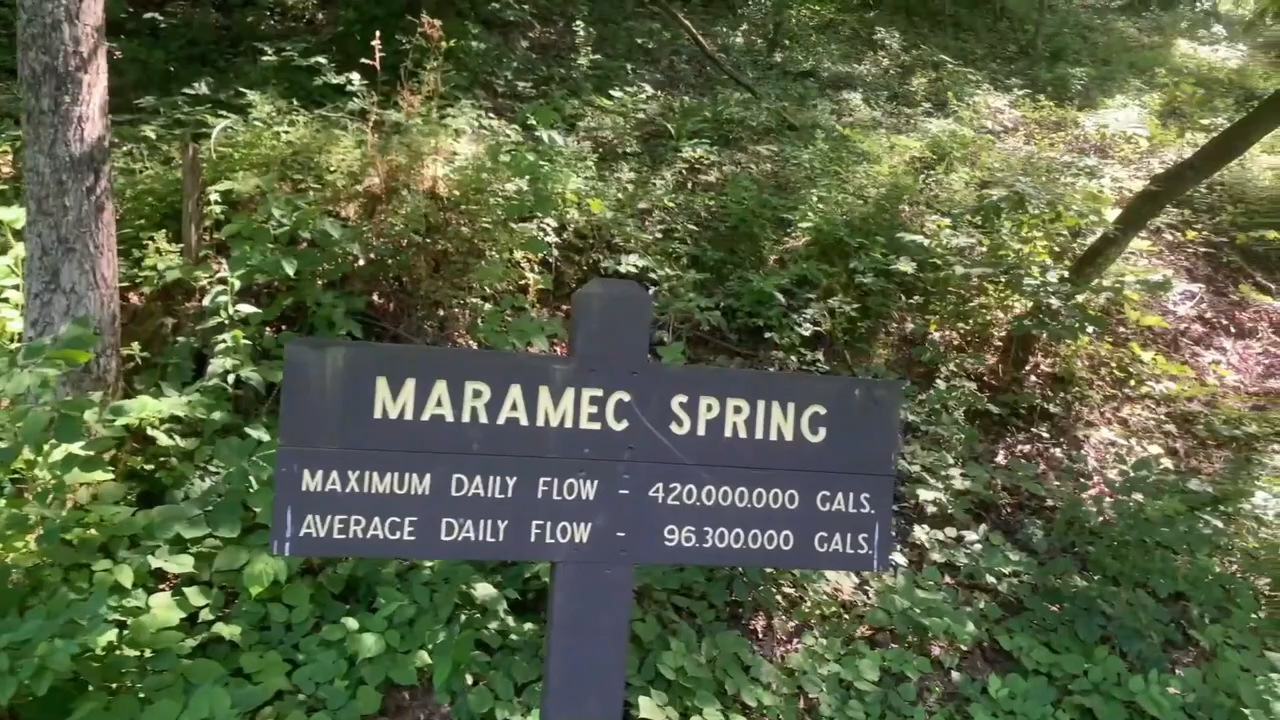 MARAMEC SPRING
MAXIMUM DAILY FLOW - 420.000.000 GALS.
AVERAGE DAILY FLOW - 96.300.000 GALS.